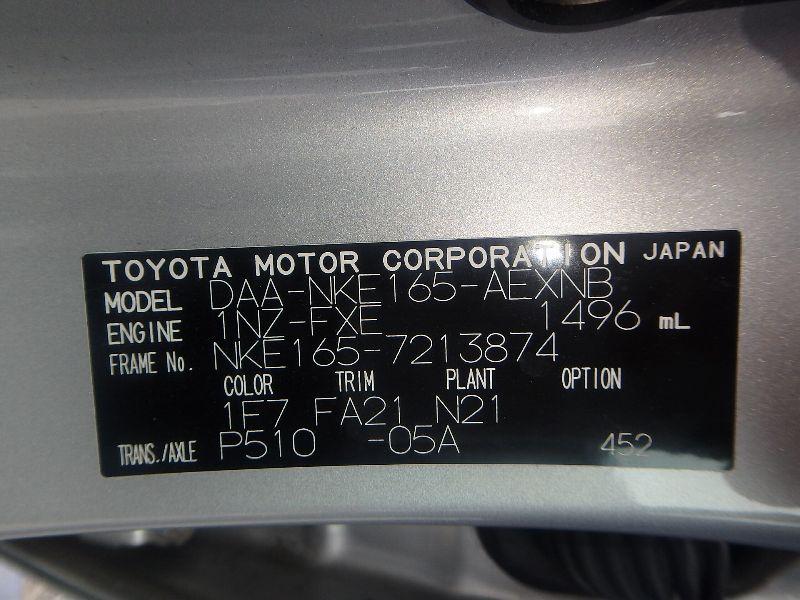 TOYOTA MOTOR CORPORATION JAPAN
MODEL DAA-NKE165-AEXNB
ENGINE 1NZ-FXE 1496 mL
FRAME No. NKE165-7213874
COLOR TRIM PLANT OPTION
1F7 FA21 N21
TRANS./AXLE P510 -05A 452